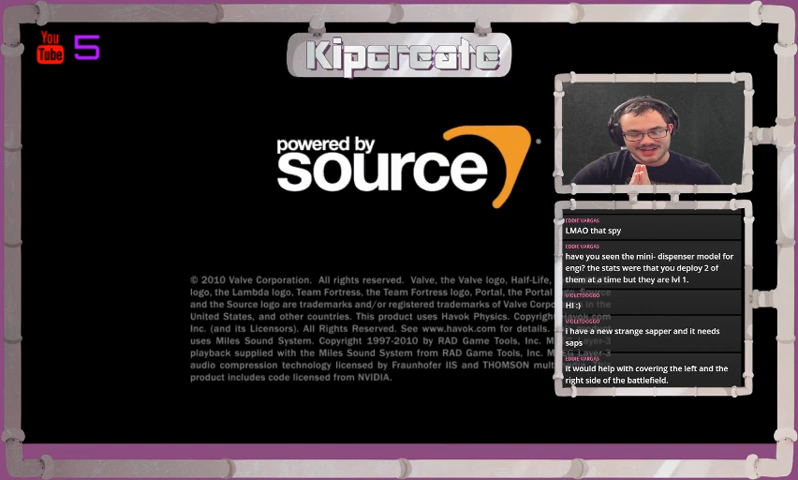 You
Tube
5
Kipcreate
powered by
source
© 2010 Valve Corporation. All rights reserved. Valve, the Valve logo, Half-Life,
logo, the Lambda logo, Team Fortress, the Team Fortress logo, Portal, the Portal
and the Source logo are trademarks and/or registered trademarks of Valve
United States, and other countries. This product uses Havok Physics.
Inc. (and its Licensors). All Rights Reserved. See www.havok.com for details.
uses Miles Sound System. Copyright 1997-2010 by RAD Game Tools, Inc.
playback supplied with the Miles Sound System from RAD Game Tools, Inc.
audio compression technology licensed by Fraunhofer IIS and THOMSON
product includes code licensed from NVIDIA.
EDDIE VARGAS
LMAO that spy
EDDIE VARGAS
have you seen the mini- dispenser model for
engi? the stats were that you deploy 2 of
them at a time but they are lvl 1.
VIOLETDOGGO
HI :)
VIOLETDOGGO
i have a new strange sapper and it needs
saps
EDDIE VARGAS
It would help with covering the left and the
right side of the battlefield.